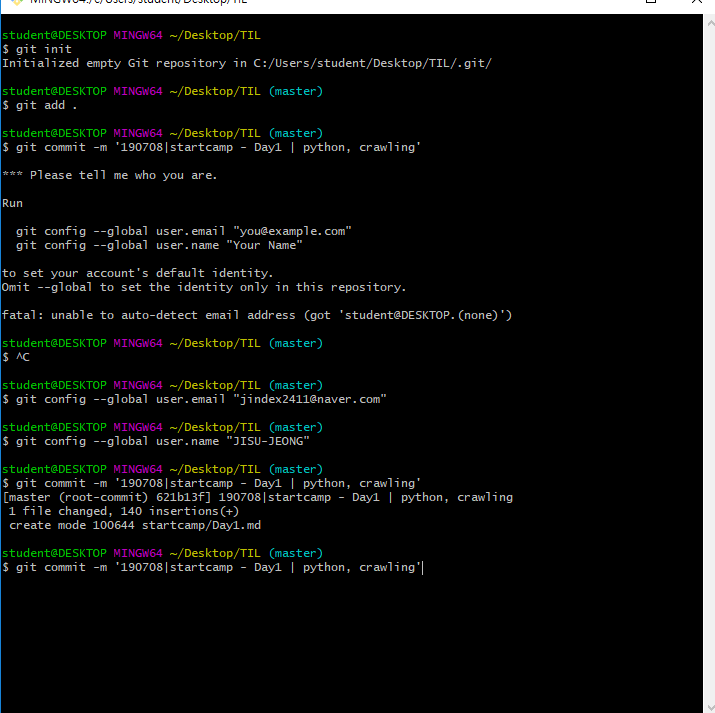 MINGW64:/c/Users/student/Desktop/TIL
student@DESKTOP MINGW64 ~/Desktop/TIL
$ git init
Initialized empty Git repository in C:/Users/student/Desktop/TIL/.git/
student@DESKTOP MINGW64 ~/Desktop/TIL (master)
$ git add .
student@DESKTOP MINGW64 ~/Desktop/TIL (master)
$ git commit -m '190708|startcamp - Day1 | python, crawling'
*** Please tell me who you are.
Run
git config --global user.email "you@example.com"
git config --global user.name "Your Name"
to set your account's default identity.
Omit --global to set the identity only in this repository.
fatal: unable to auto-detect email address (got 'student@DESKTOP.(none)')
student@DESKTOP MINGW64 ~/Desktop/TIL (master)
$ ^C
student@DESKTOP MINGW64 ~/Desktop/TIL (master)
$ git config --global user.email "jindex2411@naver.com"
student@DESKTOP MINGW64 ~/Desktop/TIL (master)
$ git config --global user.name "JISU-JEONG"
student@DESKTOP MINGW64 ~/Desktop/TIL (master)
$ git commit -m '190708|startcamp - Day1 | python, crawling'
[master (root-commit) 621b13f] 190708|startcamp - Day1 | python, crawling
1 file changed, 140 insertions(+)
create mode 100644 startcamp/Day1.md
student@DESKTOP MINGW64 ~/Desktop/TIL (master)
$ git commit -m '190708|startcamp - Day1 | python, crawling'